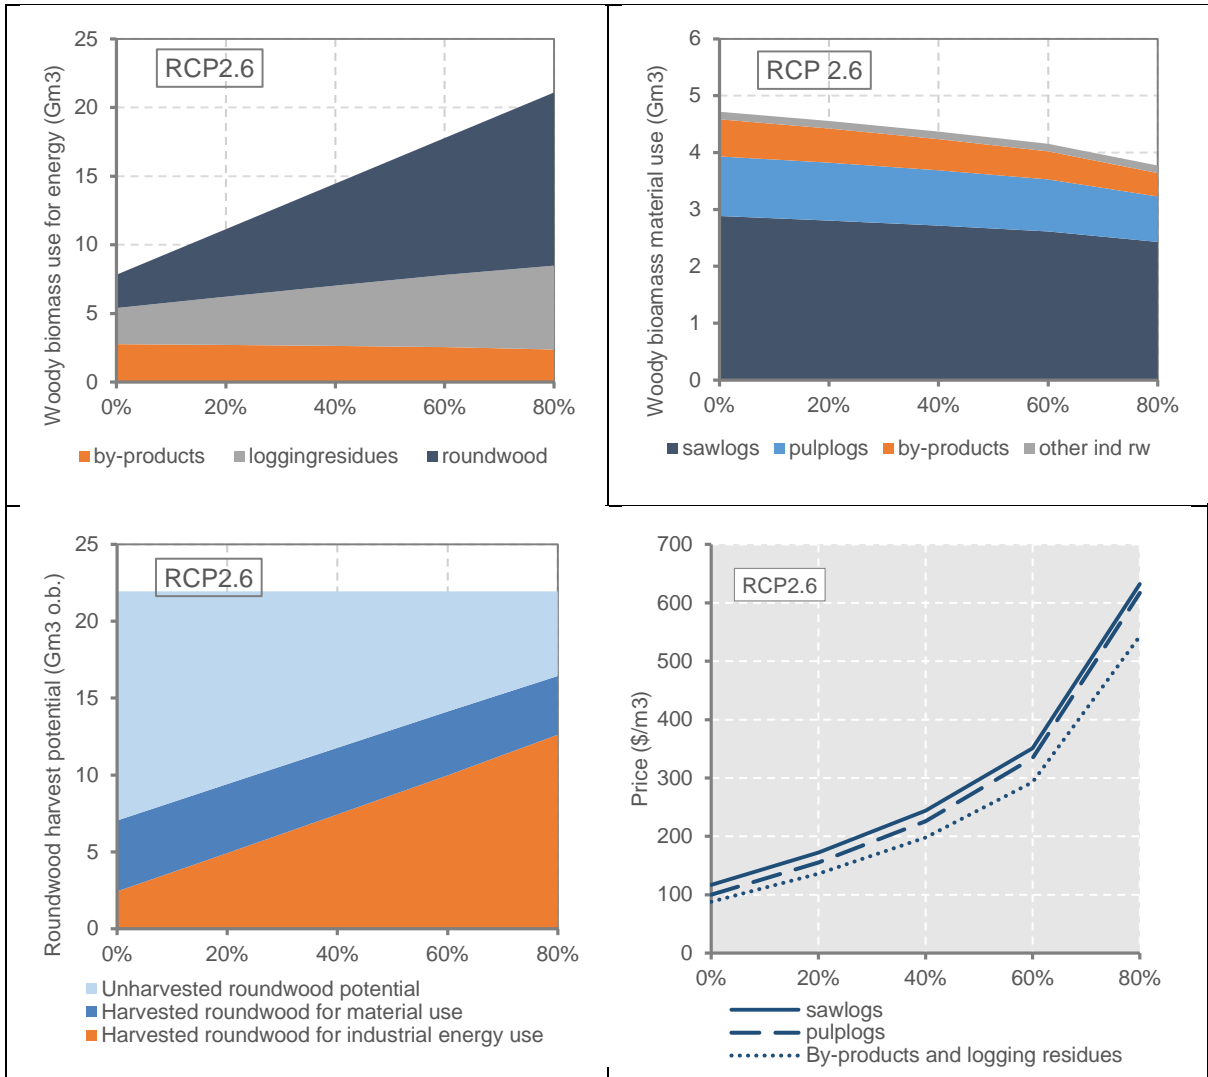 Woody biomass use for energy (Gm3)
25
20
15
10
5
0
RCP2.6
0% 20% 40% 60% 80%
by-products loggingresidues roundwood
Woody bioamass material use (Gm3)
6
5
4
3
2
1
0
RCP 2.6
0% 20% 40% 60% 80%
sawlogs pulplogs by-products other ind rw
Roundwood harvest potential (Gm3 o.b.)
25
20
15
10
5
0
RCP2.6
0% 20% 40% 60% 80%
Unharvested roundwood potential
Harvested roundwood for material use
Harvested roundwood for industrial energy use
Price ($/m3)
700
600
500
400
300
200
100
0
RCP2.6
0% 20% 40% 60% 80%
sawlogs
pulplogs
By-products and logging residues